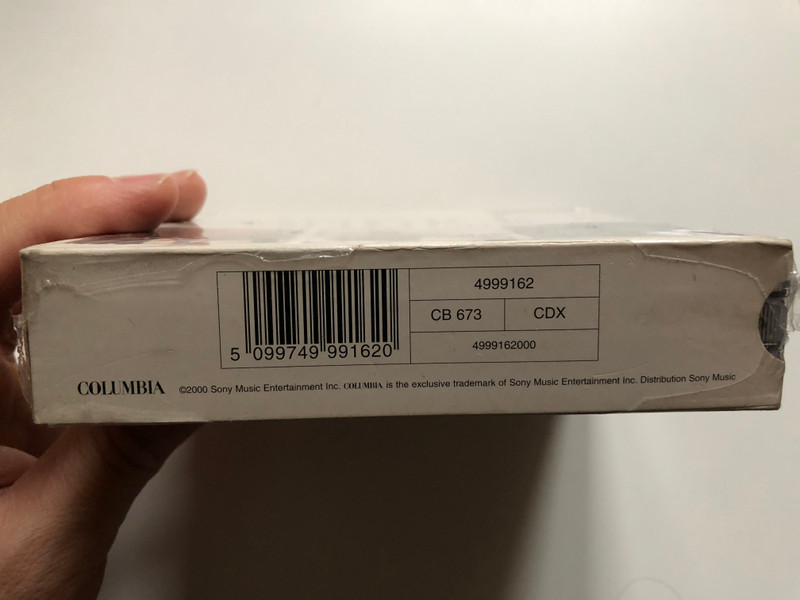 4999162
CB 673 CDX
4999162000
5 099749 991620
COLUMBIA ©2000 Sony Music Entertainment Inc. COLUMBIA is the exclusive trademark of Sony Music Entertainment Inc. Distribution Sony Music